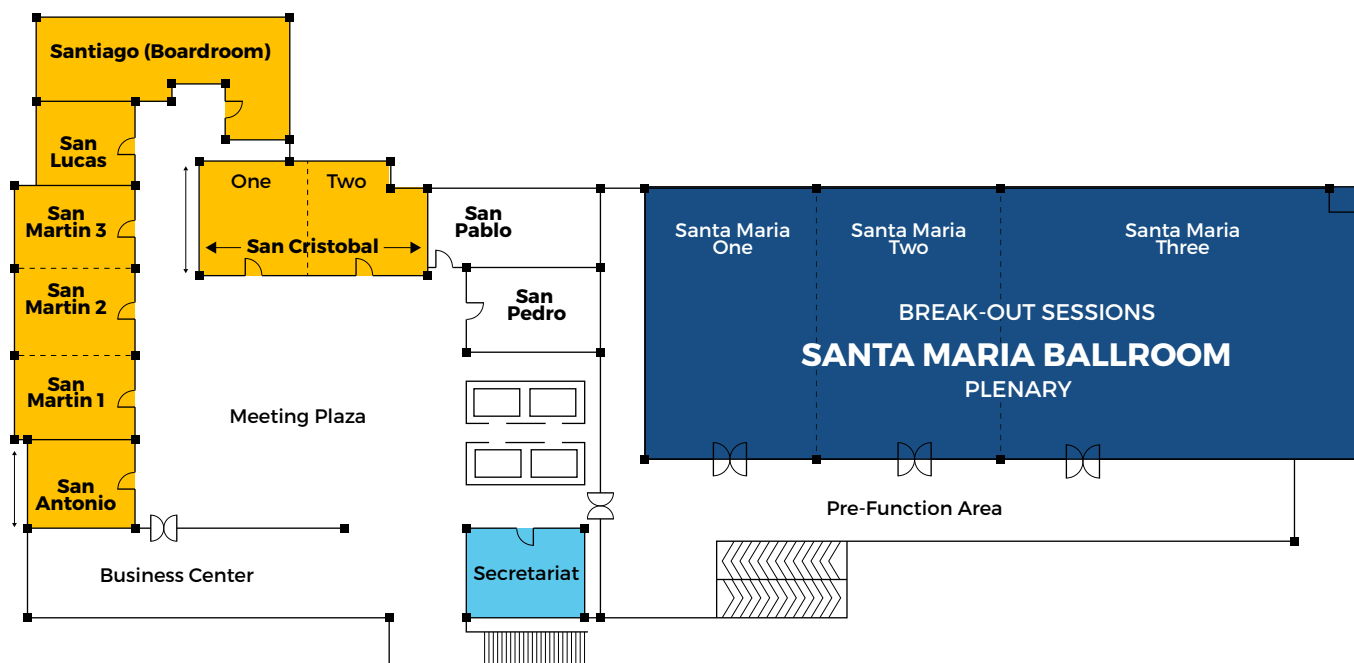 Santiago (Boardroom)
San
Lucas
San
Martin 3
San
Martin 2
San
Martin 1
San
Antonio
One
Two
San Cristobal
San
Pablo
San
Pedro
Meeting Plaza
Business Center
Secretariat
Santa Maria
One
Santa Maria
Two
Santa Maria
Three
BREAK-OUT SESSIONS
SANTA MARIA BALLROOM
PLENARY
Pre-Function Area